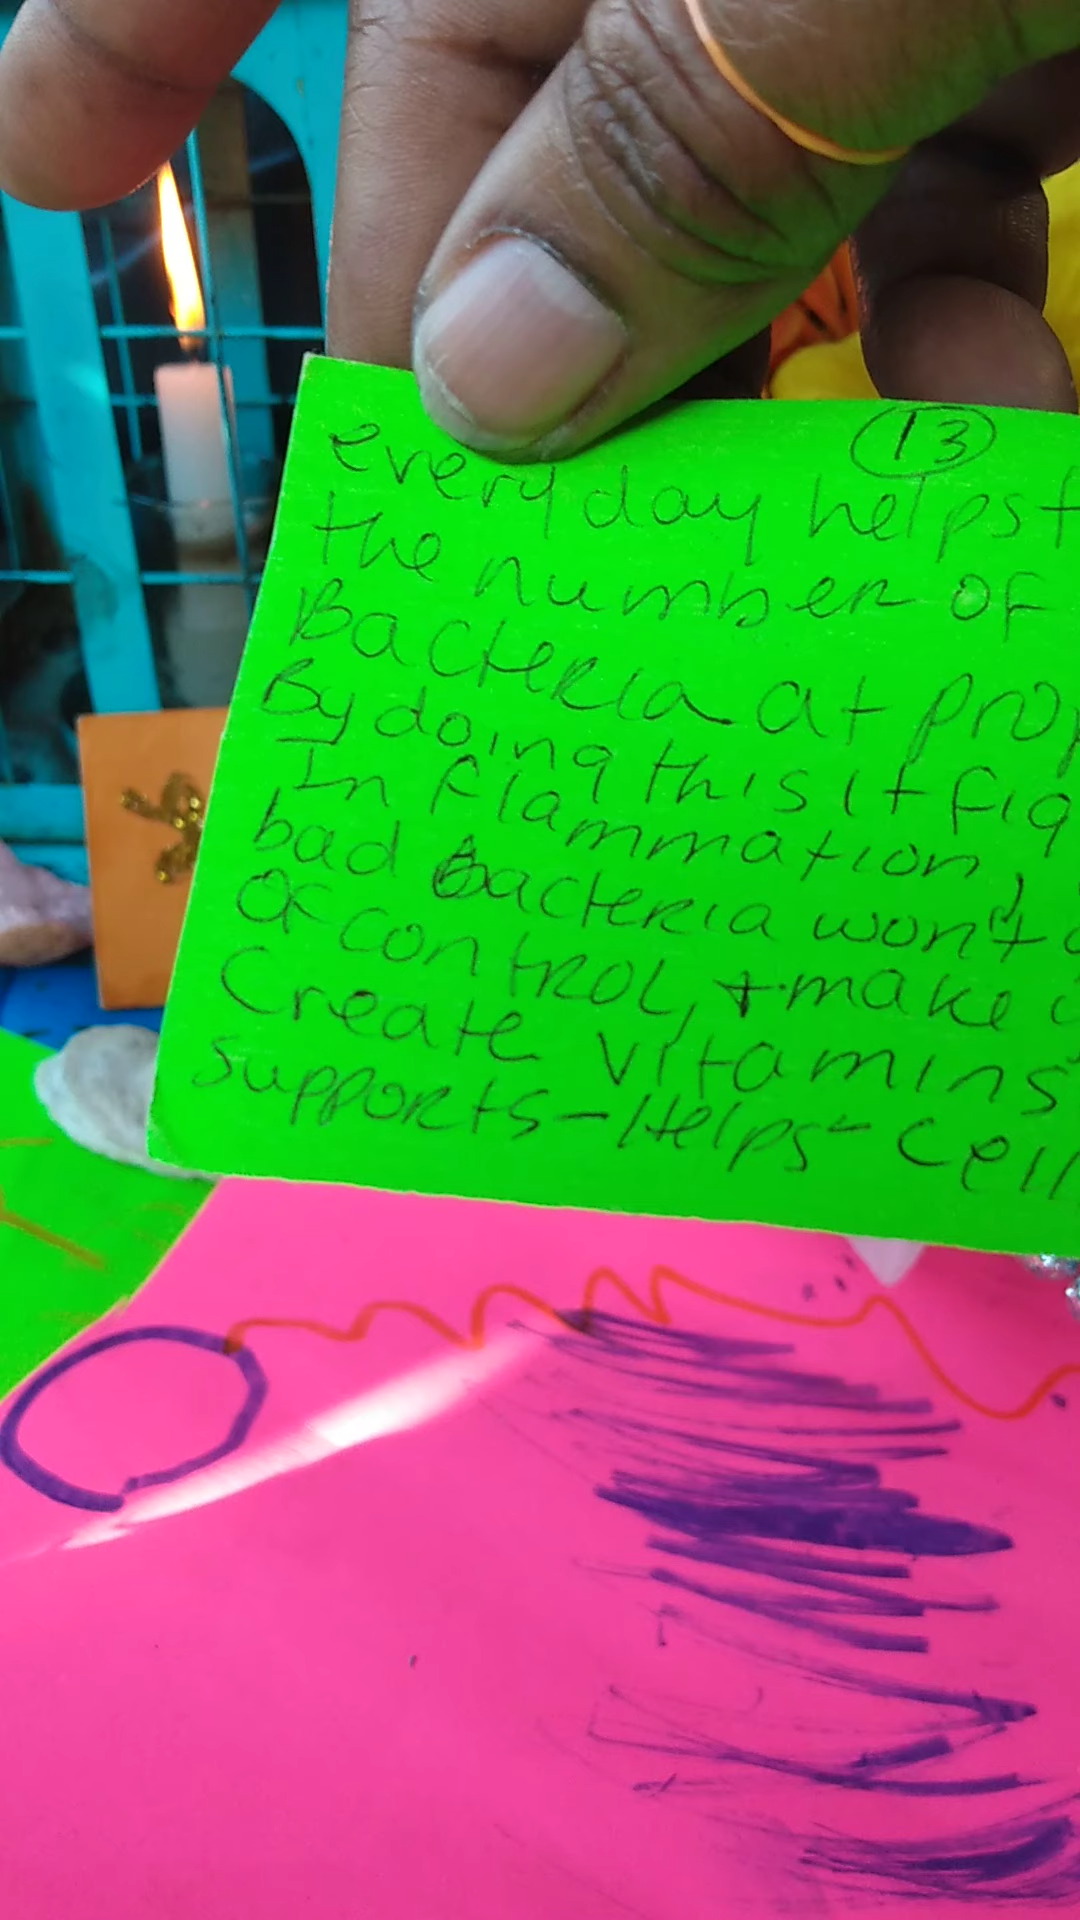 13
everyday helps
the number of
Bacteria at
By doing this it
Inflammation,
bad Bacteria won't
Of control, + make
Create vitamins
supports - Helps -